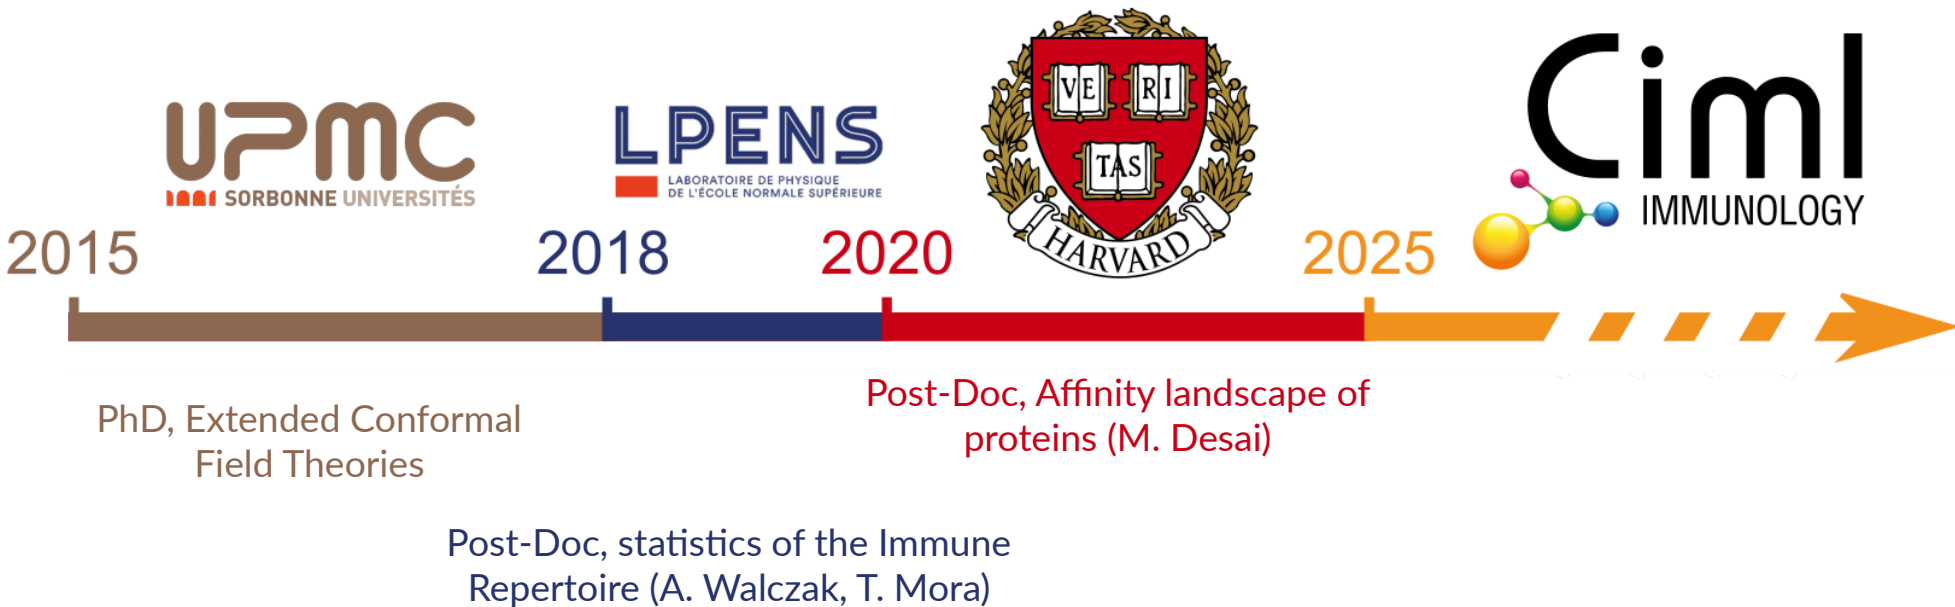 UPMC
SORBONNE UNIVERSITÉS
LPENS
LABORATOIRE DE PHYSIQUE
DE L'ÉCOLE NORMALE SUPÉRIEURE
VE RI
TAS
HARVARD
Ciml
IMMUNOLOGY
2015
2018
2020
2025
PhD, Extended Conformal
Field Theories
Post-Doc, Affinity landscape of
proteins (M. Desai)
Post-Doc, statistics of the Immune
Repertoire (A. Walczak, T. Mora)